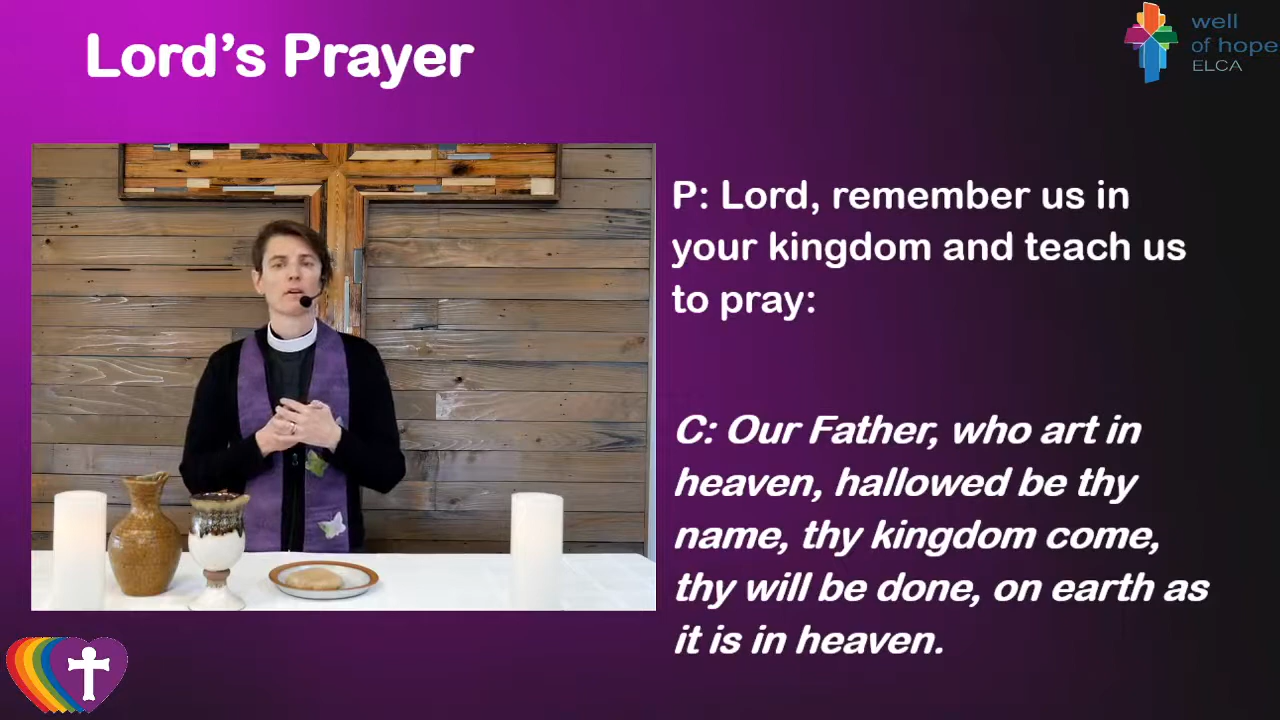 Lord’s Prayer
well
of hope
ELCA
P: Lord, remember us in
your kingdom and teach us
to pray:
C: Our Father, who art in
heaven, hallowed be thy
name, thy kingdom come,
thy will be done, on earth as
it is in heaven.